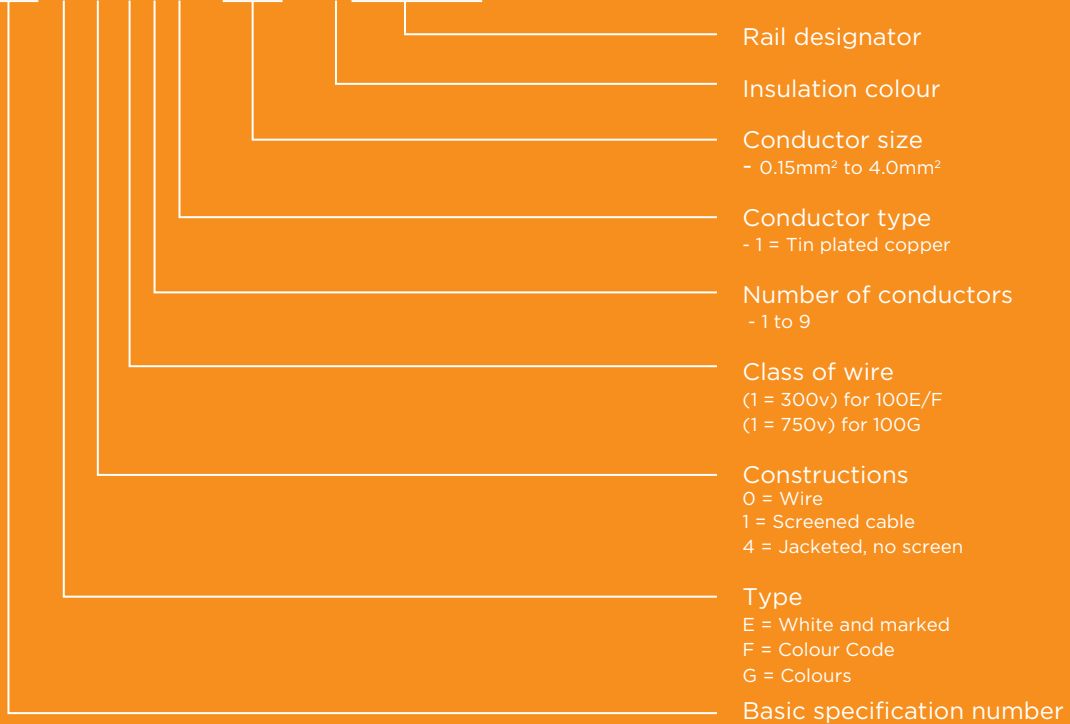 Rail designator
Insulation colour
Conductor size
- 0.15mm² to 4.0mm²
Conductor type
- 1 = Tin plated copper
Number of conductors
- 1 to 9
Class of wire
(1 = 300v) for 100E/F
(1 = 750v) for 100G
Constructions
0 = Wire
1 = Screened cable
4 = Jacketed, no screen
Type
E = White and marked
F = Colour Code
G = Colours
Basic specification number